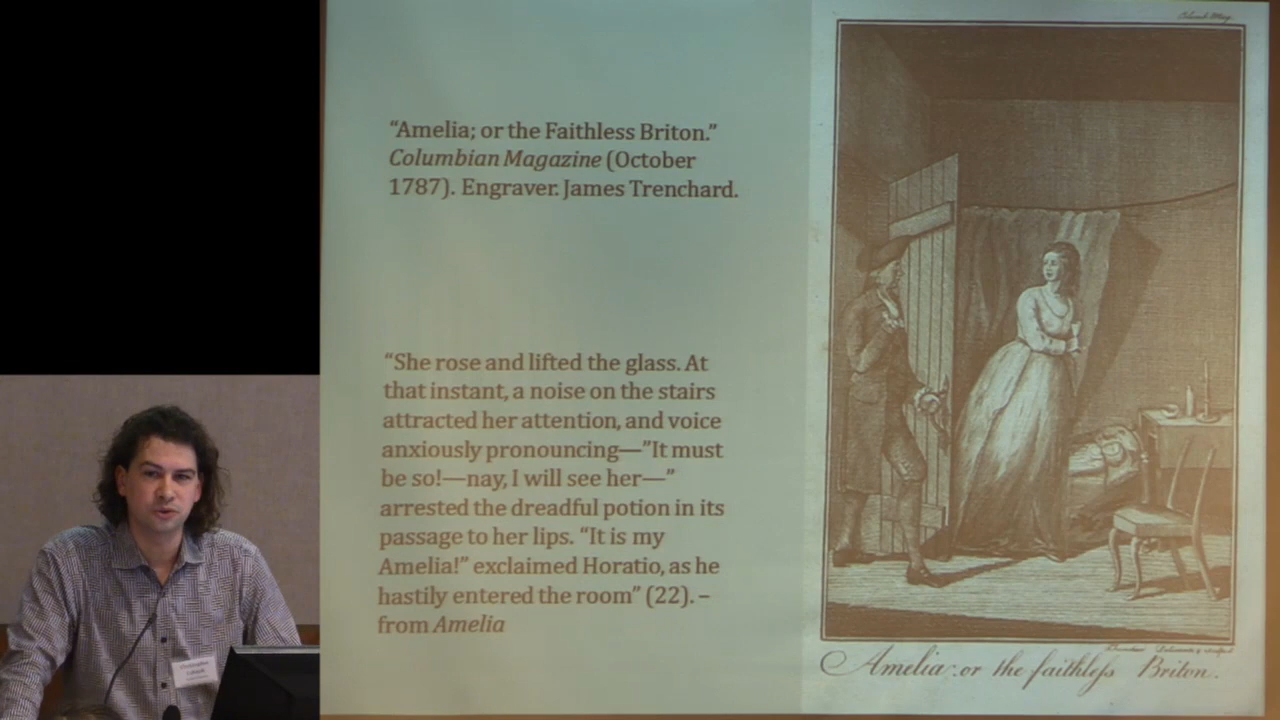 “Amelia; or the Faithless Briton.”
Columbian Magazine (October
1787). Engraver. James Trenchard.
“She rose and lifted the glass. At
that instant, a noise on the stairs
attracted her attention, and voice
anxiously pronouncing—”It must
be so!—nay, I will see her—”
arrested the dreadful potion in its
passage to her lips. “It is my
Amelia!” exclaimed Horatio, as he
hastily entered the room” (22). –
from Amelia
Amelia: or the faithless Briton.